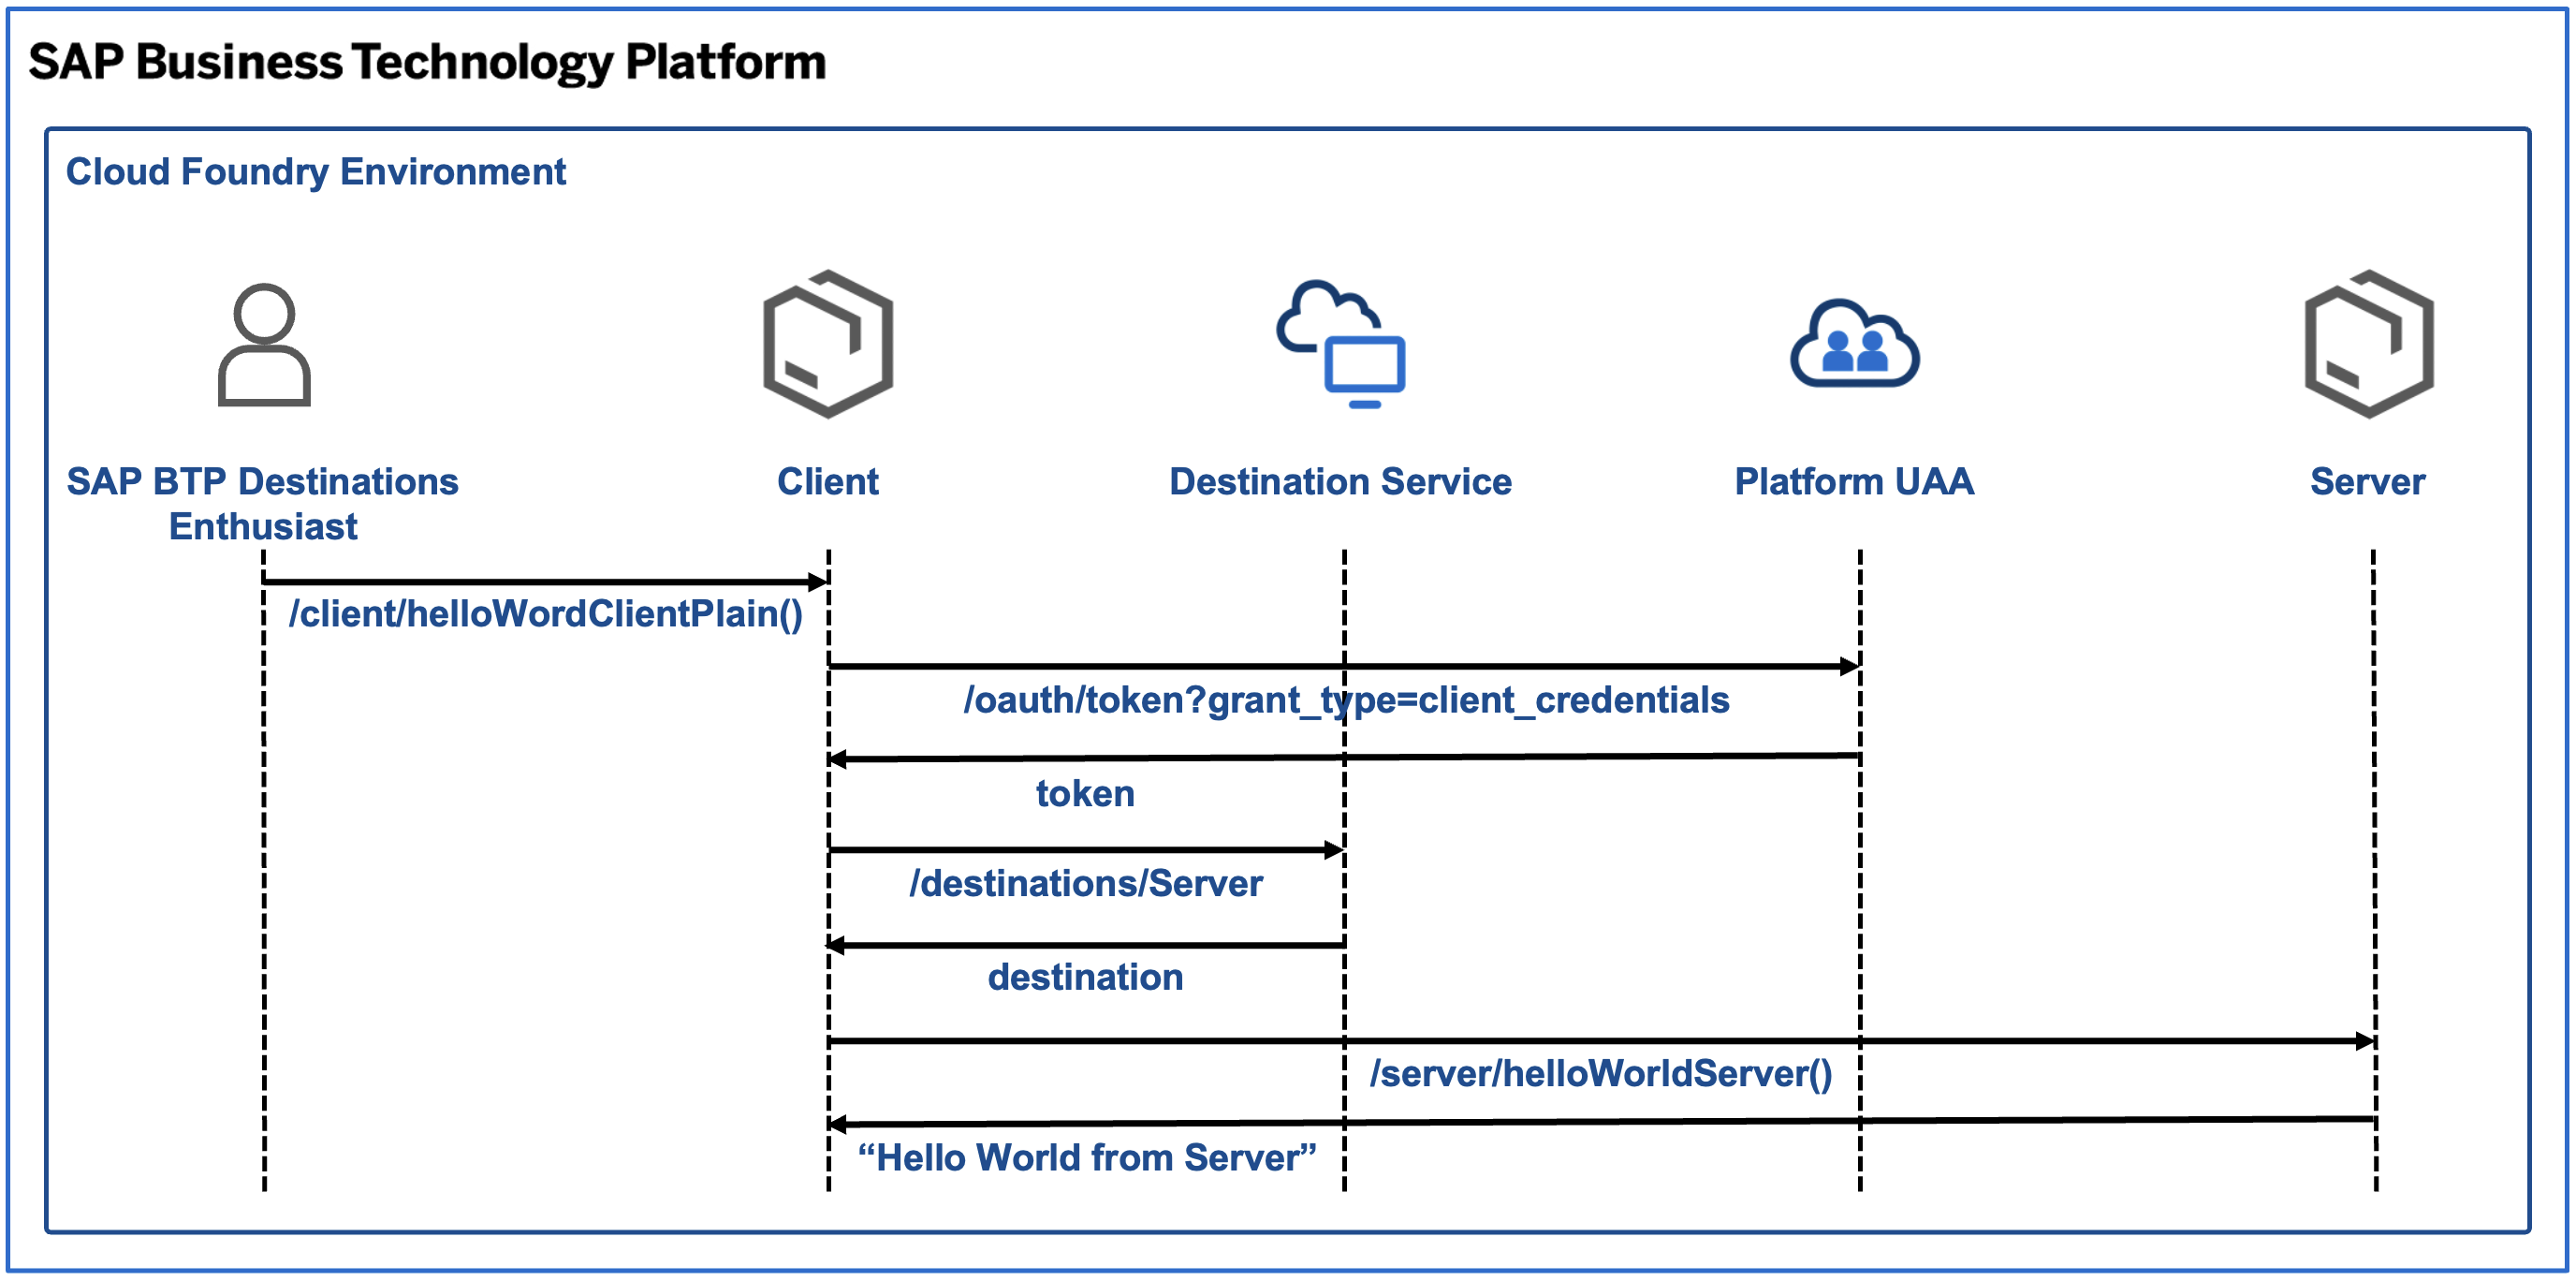 SAP Business Technology Platform
Cloud Foundry Environment
SAP BTP Destinations
Enthusiast
Client
Destination Service
Platform UAA
Server
/client/helloWordClientPlain()
/oauth/token?grant_type=client_credentials
token
/destinations/Server
destination
/server/helloWorldServer()
“Hello World from Server”